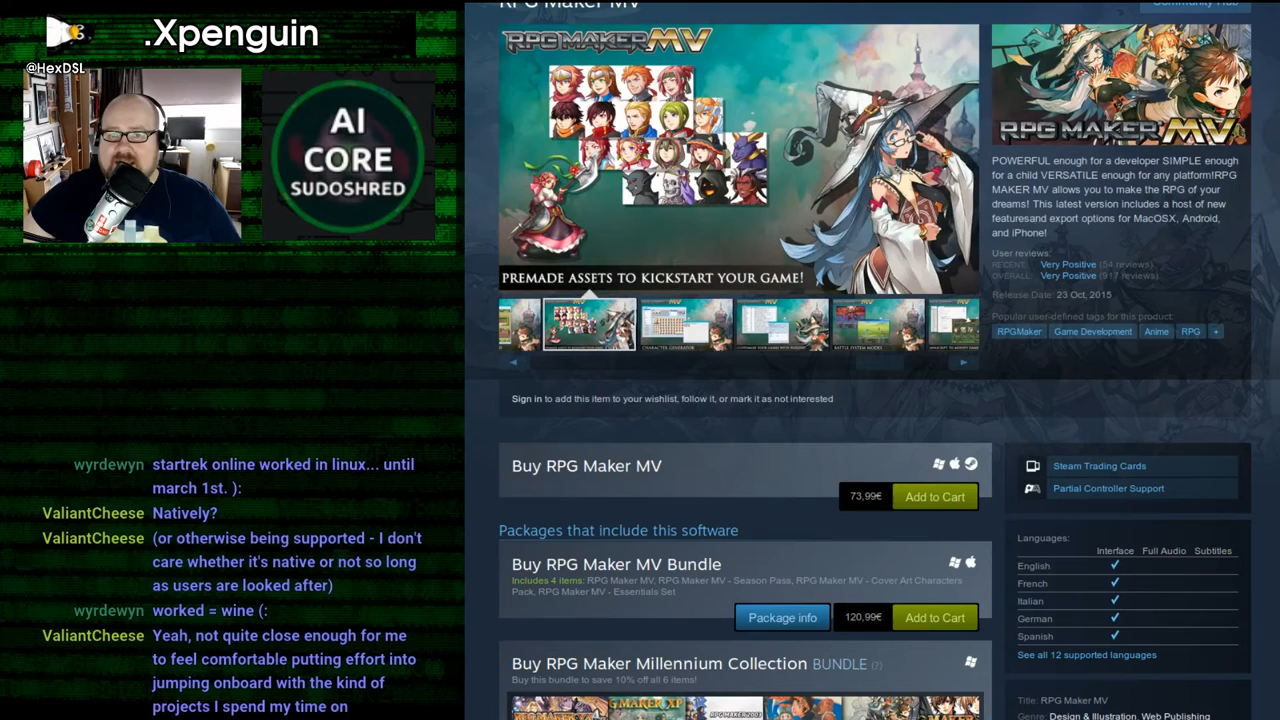 .Xpenguin
@HexDSL
AI
CORE
SUDOSHRED
wyrdewyn startrek online worked in linux... until
march 1st. ):
ValiantCheese Natively?
ValiantCheese (or otherwise being supported - I don't
care whether it's native or not so long
as users are looked after)
wyrdewyn worked = wine (:
ValiantCheese Yeah, not quite close enough for me
to feel comfortable putting effort into
jumping onboard with the kind of
projects I spend my time on
RPG Maker MV
Community Hub
RPG MAKER MV
PREMADE ASSETS TO KICKSTART YOUR GAME!
RPG MAKER MV
POWERFUL enough for a developer SIMPLE enough
for a child VERSATILE enough for any platform!RPG
MAKER MV allows you to make the RPG of your
dreams! This latest version includes a host of new
featuresand export options for MacOSX, Android,
and iPhone!
User reviews:
RECENT: Very Positive (54 reviews)
OVERALL: Very Positive (917 reviews)
Release Date: 23 Oct, 2015
Popular user-defined tags for this product:
RPGMaker Game Development Anime RPG +
Sign in to add this item to your wishlist, follow it, or mark it as not interested
Buy RPG Maker MV
73,99€ Add to Cart
Packages that include this software
Buy RPG Maker MV Bundle
Includes 4 items: RPG Maker MV, RPG Maker MV - Season Pass, RPG Maker MV - Cover Art Characters
Pack, RPG Maker MV - Essentials Set
Package info 120,99€ Add to Cart
Buy RPG Maker Millennium Collection BUNDLE (?)
Buy this bundle to save 10% off all 6 items!
Steam Trading Cards
Partial Controller Support
Languages:
Interface Full Audio Subtitles
English
French
Italian
German
Spanish
See all 12 supported languages
Title: RPG Maker MV
Genre: Design & Illustration, Web Publishing